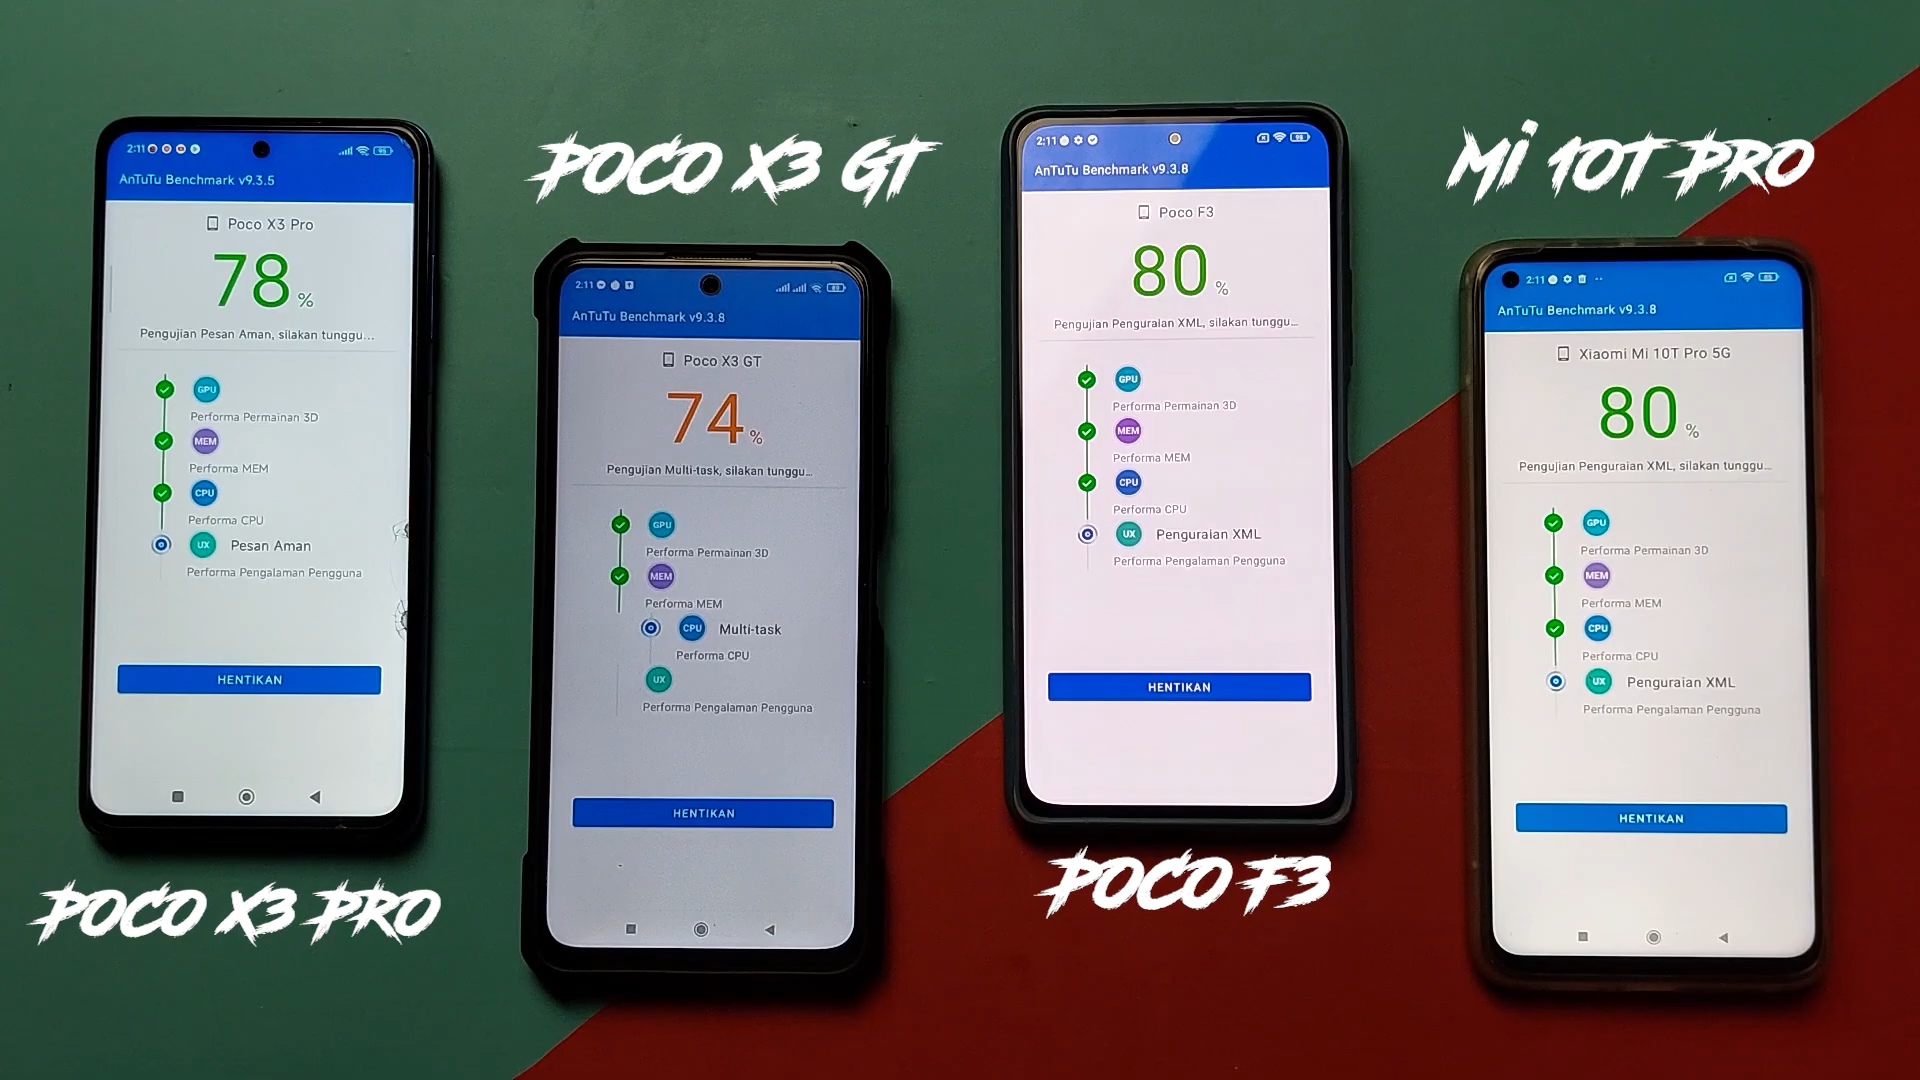 2:11
95
AnTuTu Benchmark v9.3.5
Poco X3 Pro
78%
Pengujian Pesan Aman, silakan tunggu...
GPU
Performa Permainan 3D
MEM
Performa MEM
CPU
Performa CPU
UX Pesan Aman
Performa Pengalaman Pengguna
HENTIKAN
POCO X3 PRO
POCO X3 GT
2:11
89
AnTuTu Benchmark v9.3.8
Poco X3 GT
74%
Pengujian Multi-task, silakan tunggu...
GPU
Performa Permainan 3D
MEM
Performa MEM
CPU Multi-task
Performa CPU
UX
Performa Pengalaman Pengguna
HENTIKAN
2:11
98
AnTuTu Benchmark v9.3.8
Poco F3
80%
Pengujian Penguraian XML, silakan tunggu...
GPU
Performa Permainan 3D
MEM
Performa MEM
CPU
Performa CPU
UX Penguraian XML
Performa Pengalaman Pengguna
HENTIKAN
POCO F3
Mi 10T PRO
2:11
AnTuTu Benchmark v9.3.8
Xiaomi Mi 10T Pro 5G
80%
Pengujian Penguraian XML, silakan tunggu...
GPU
Performa Permainan 3D
MEM
Performa MEM
CPU
Performa CPU
UX Penguraian XML
Performa Pengalaman Pengguna
HENTIKAN